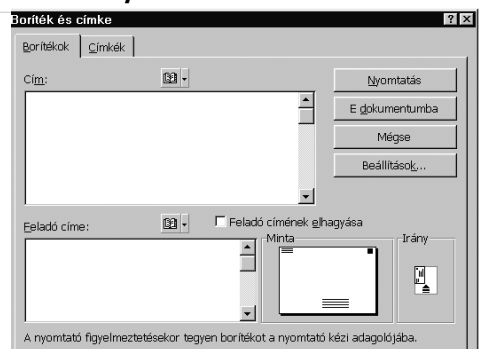 Boríték és címke
Borítékok
Címkék
Cím:
Nyomtatás
E dokumentumba
Mégse
Beállítások...
Feladó címe:
Feladó címének elhagyása
Minta
Irány
A nyomtató figyelmeztetésekor tegyen borítékot a nyomtató kézi adagolójába.